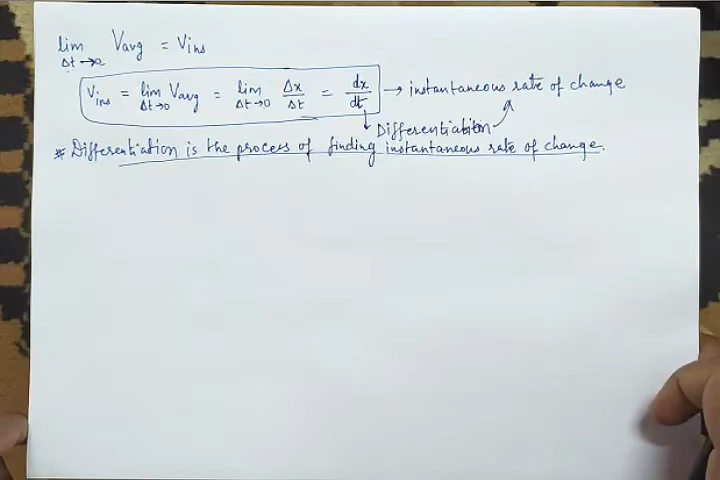 lim Vavg = Vins
Δt→0
Vins = lim Δt→0 Vavg = lim Δt→0 Δx/Δt = dx/dt → instantaneous rate of change
Differentiation
* Differentiation is the process of finding instantaneous rate of change.